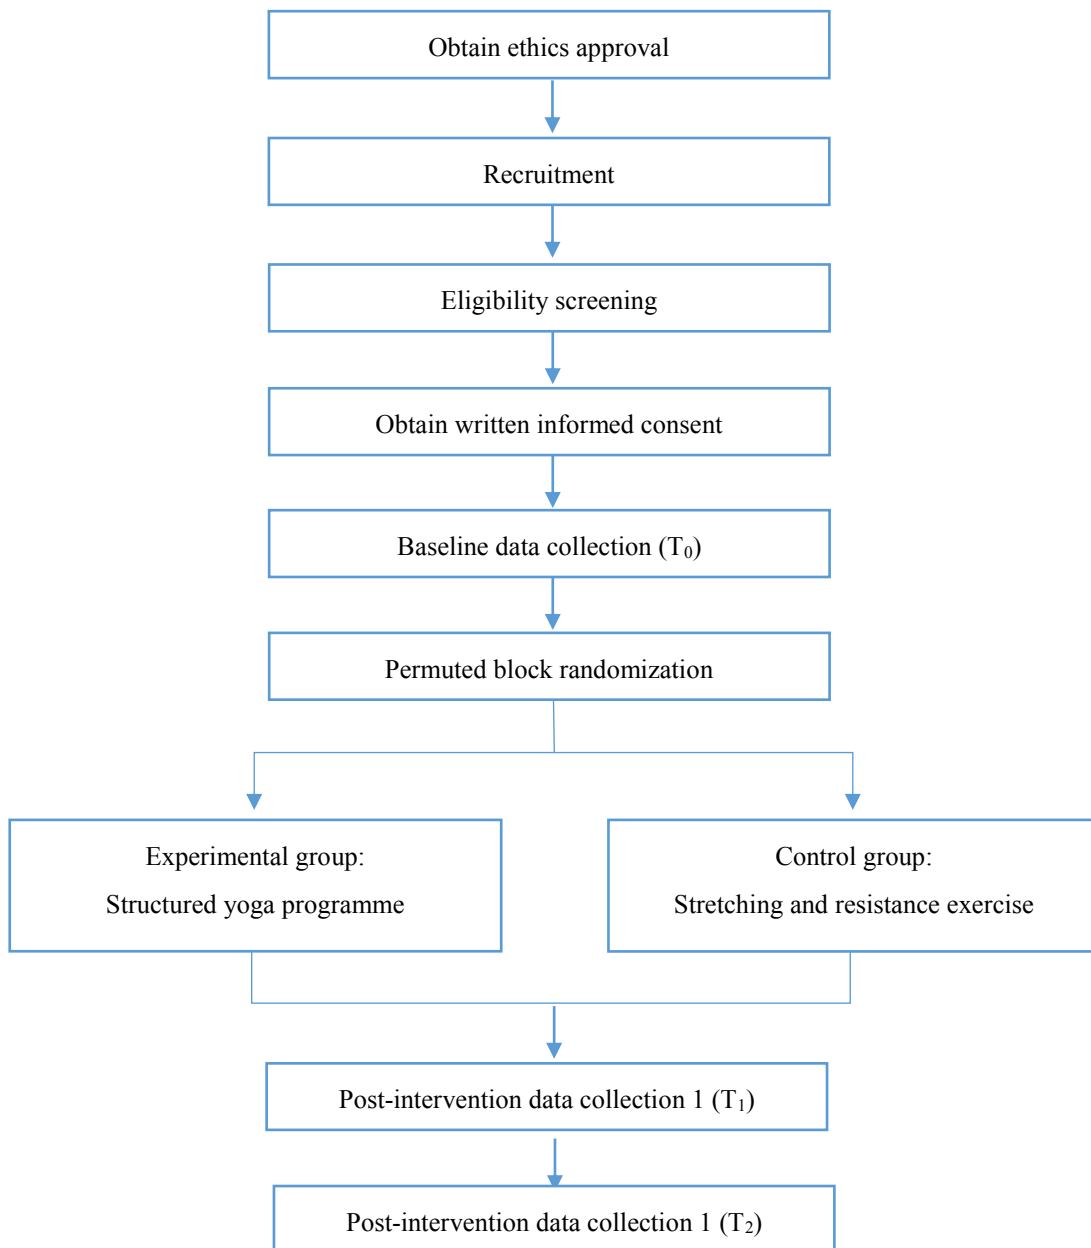 Obtain ethics approval
Recruitment
Eligibility screening
Obtain written informed consent
Baseline data collection (T₀)
Permuted block randomization
Experimental group:
Structured yoga programme
Control group:
Stretching and resistance exercise
Post-intervention data collection 1 (T₁)
Post-intervention data collection 1 (T₂)